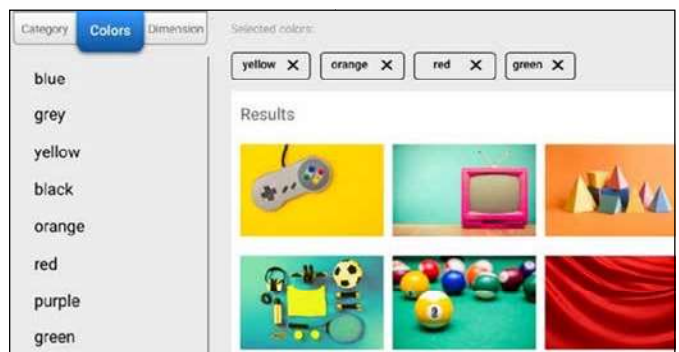 Category Colors Dimension
blue
grey
yellow
black
orange
red
purple
green
Selected colors:
yellow X orange X red X green X
Results